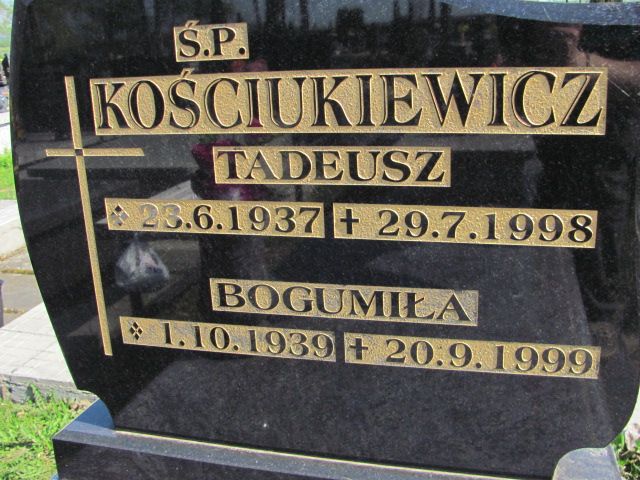 Ś.P.
KOŚCIUKIEWICZ
TADEUSZ
23.6.1937 + 29.7.1998
BOGUMIŁA
1.10.1939 + 20.9.1999